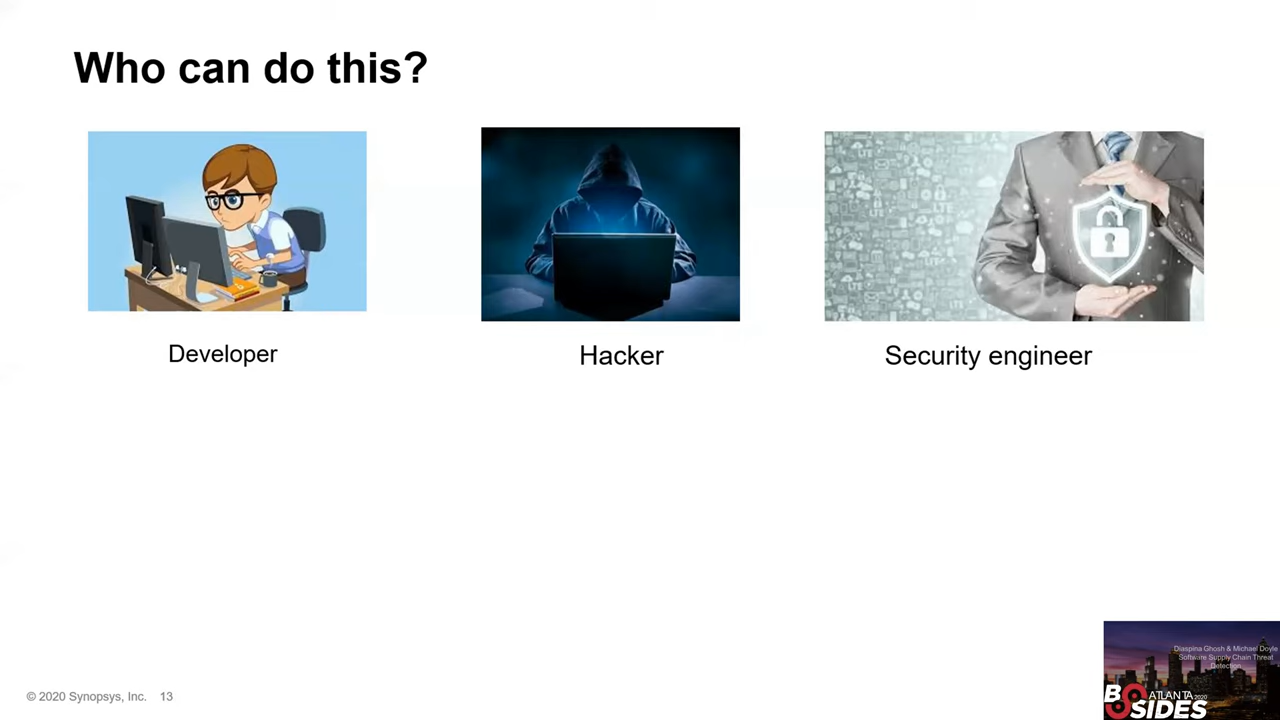 Who can do this?
Developer
Hacker
Security engineer
Diaspina Ghosh & Michael Doyle
Software Supply Chain Threat
Detection
BSIDES
ATLANTA 2020
© 2020 Synopsys, Inc. 13